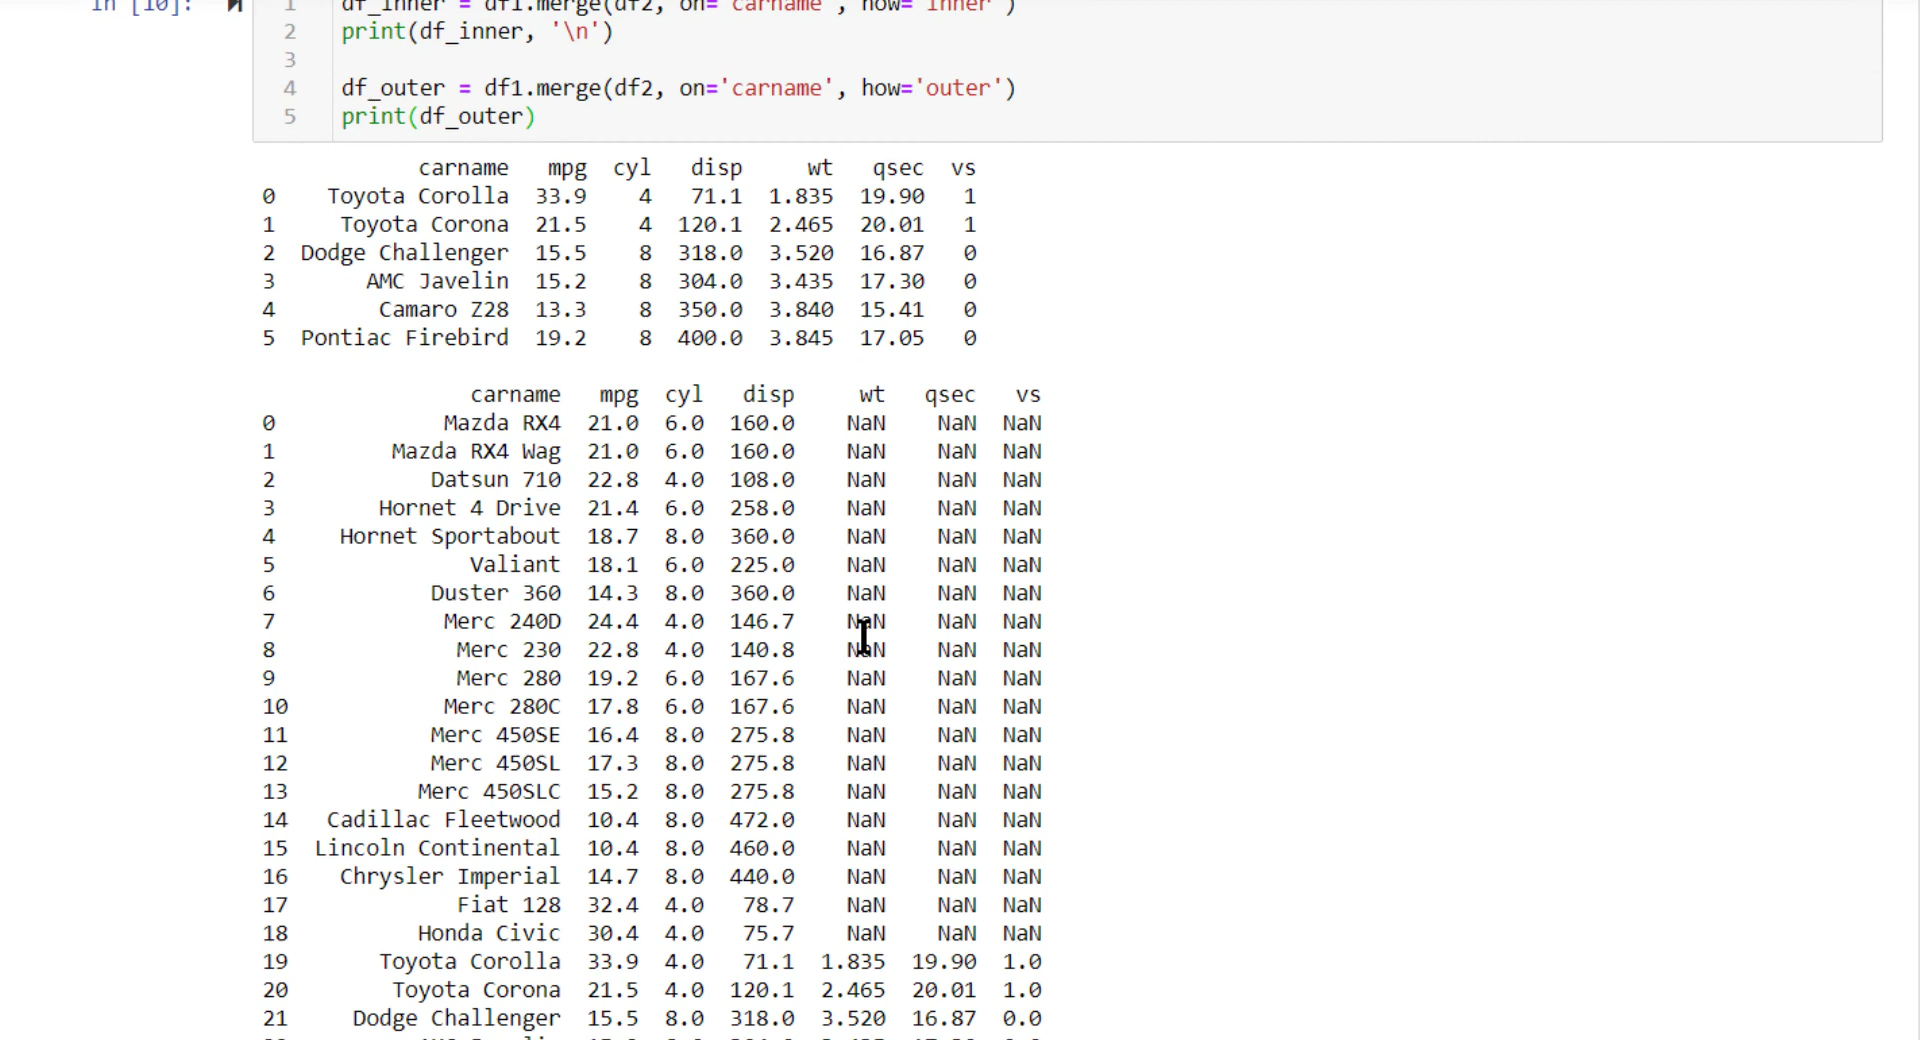 In [10]:
1 df_inner = df1.merge(df2, on='carname', how='inner')
2 print(df_inner, '\n')
3
4 df_outer = df1.merge(df2, on='carname', how='outer')
5 print(df_outer)
carname mpg cyl disp wt qsec vs
0 Toyota Corolla 33.9 4 71.1 1.835 19.90 1
1 Toyota Corona 21.5 4 120.1 2.465 20.01 1
2 Dodge Challenger 15.5 8 318.0 3.520 16.87 0
3 AMC Javelin 15.2 8 304.0 3.435 17.30 0
4 Camaro Z28 13.3 8 350.0 3.840 15.41 0
5 Pontiac Firebird 19.2 8 400.0 3.845 17.05 0
carname mpg cyl disp wt qsec vs
0 Mazda RX4 21.0 6.0 160.0 NaN NaN NaN
1 Mazda RX4 Wag 21.0 6.0 160.0 NaN NaN NaN
2 Datsun 710 22.8 4.0 108.0 NaN NaN NaN
3 Hornet 4 Drive 21.4 6.0 258.0 NaN NaN NaN
4 Hornet Sportabout 18.7 8.0 360.0 NaN NaN NaN
5 Valiant 18.1 6.0 225.0 NaN NaN NaN
6 Duster 360 14.3 8.0 360.0 NaN NaN NaN
7 Merc 240D 24.4 4.0 146.7 NaN NaN NaN
8 Merc 230 22.8 4.0 140.8 NaN NaN NaN
9 Merc 280 19.2 6.0 167.6 NaN NaN NaN
10 Merc 280C 17.8 6.0 167.6 NaN NaN NaN
11 Merc 450SE 16.4 8.0 275.8 NaN NaN NaN
12 Merc 450SL 17.3 8.0 275.8 NaN NaN NaN
13 Merc 450SLC 15.2 8.0 275.8 NaN NaN NaN
14 Cadillac Fleetwood 10.4 8.0 472.0 NaN NaN NaN
15 Lincoln Continental 10.4 8.0 460.0 NaN NaN NaN
16 Chrysler Imperial 14.7 8.0 440.0 NaN NaN NaN
17 Fiat 128 32.4 4.0 78.7 NaN NaN NaN
18 Honda Civic 30.4 4.0 75.7 NaN NaN NaN
19 Toyota Corolla 33.9 4.0 71.1 1.835 19.90 1.0
20 Toyota Corona 21.5 4.0 120.1 2.465 20.01 1.0
21 Dodge Challenger 15.5 8.0 318.0 3.520 16.87 0.0